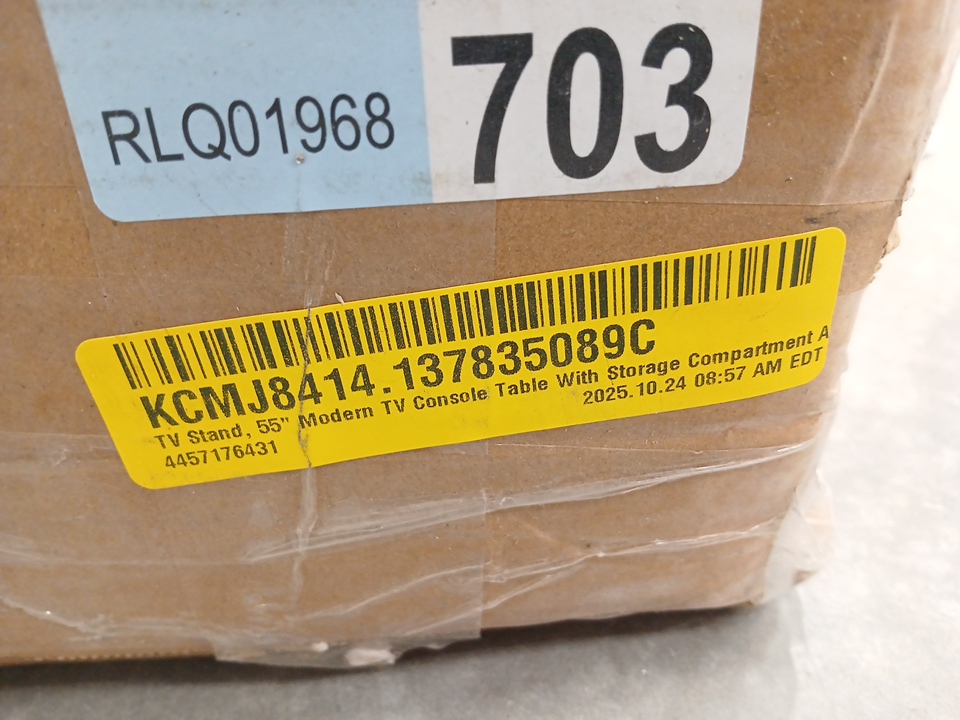 RLQ01968
703
KCMJ8414.137835089C
TV Stand, 55" Modern TV Console Table With Storage Compartment A
2025.10.24 08:57 AM EDT
4457176431